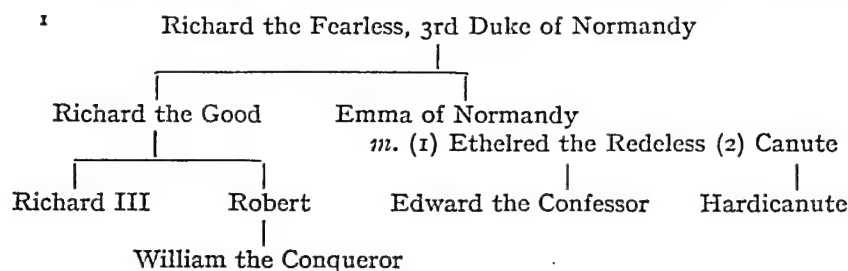 1 Richard the Fearless, 3rd Duke of Normandy
Richard the Good Emma of Normandy
m. (1) Ethelred the Redeless (2) Canute
Richard III Robert Edward the Confessor Hardicanute
William the Conqueror